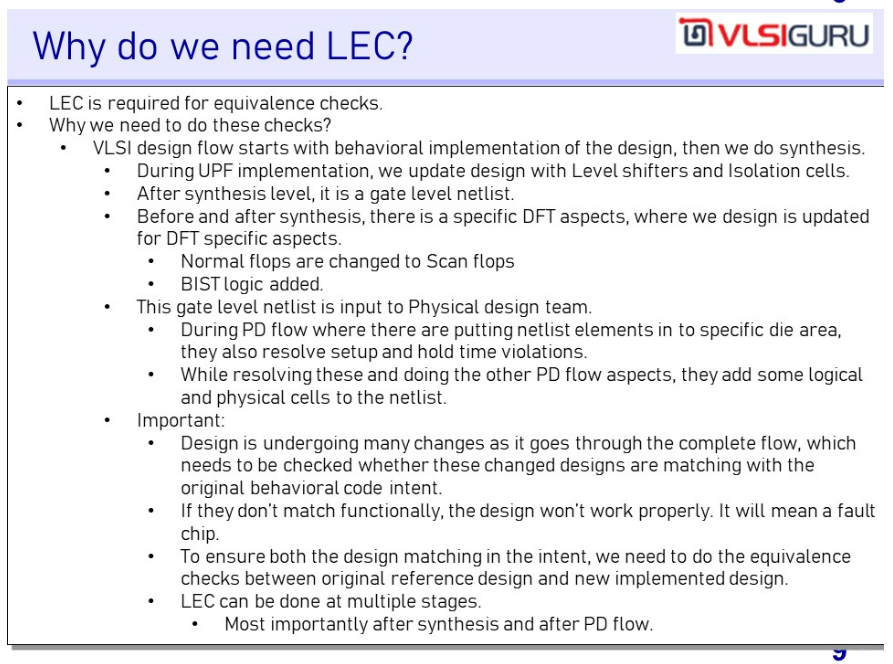 Why do we need LEC?
VLSIGURU
• LEC is required for equivalence checks.
• Why we need to do these checks?
• VLSI design flow starts with behavioral implementation of the design, then we do synthesis.
• During UPF implementation, we update design with Level shifters and Isolation cells.
• After synthesis level, it is a gate level netlist.
• Before and after synthesis, there is a specific DFT aspects, where we design is updated
for DFT specific aspects.
• Normal flops are changed to Scan flops
• BIST logic added.
• This gate level netlist is input to Physical design team.
• During PD flow where there are putting netlist elements in to specific die area,
they also resolve setup and hold time violations.
• While resolving these and doing the other PD flow aspects, they add some logical
and physical cells to the netlist.
• Important:
• Design is undergoing many changes as it goes through the complete flow, which
needs to be checked whether these changed designs are matching with the
original behavioral code intent.
• If they don't match functionally, the design won't work properly. It will mean a fault
chip.
• To ensure both the design matching in the intent, we need to do the equivalence
checks between original reference design and new implemented design.
• LEC can be done at multiple stages.
• Most importantly after synthesis and after PD flow.